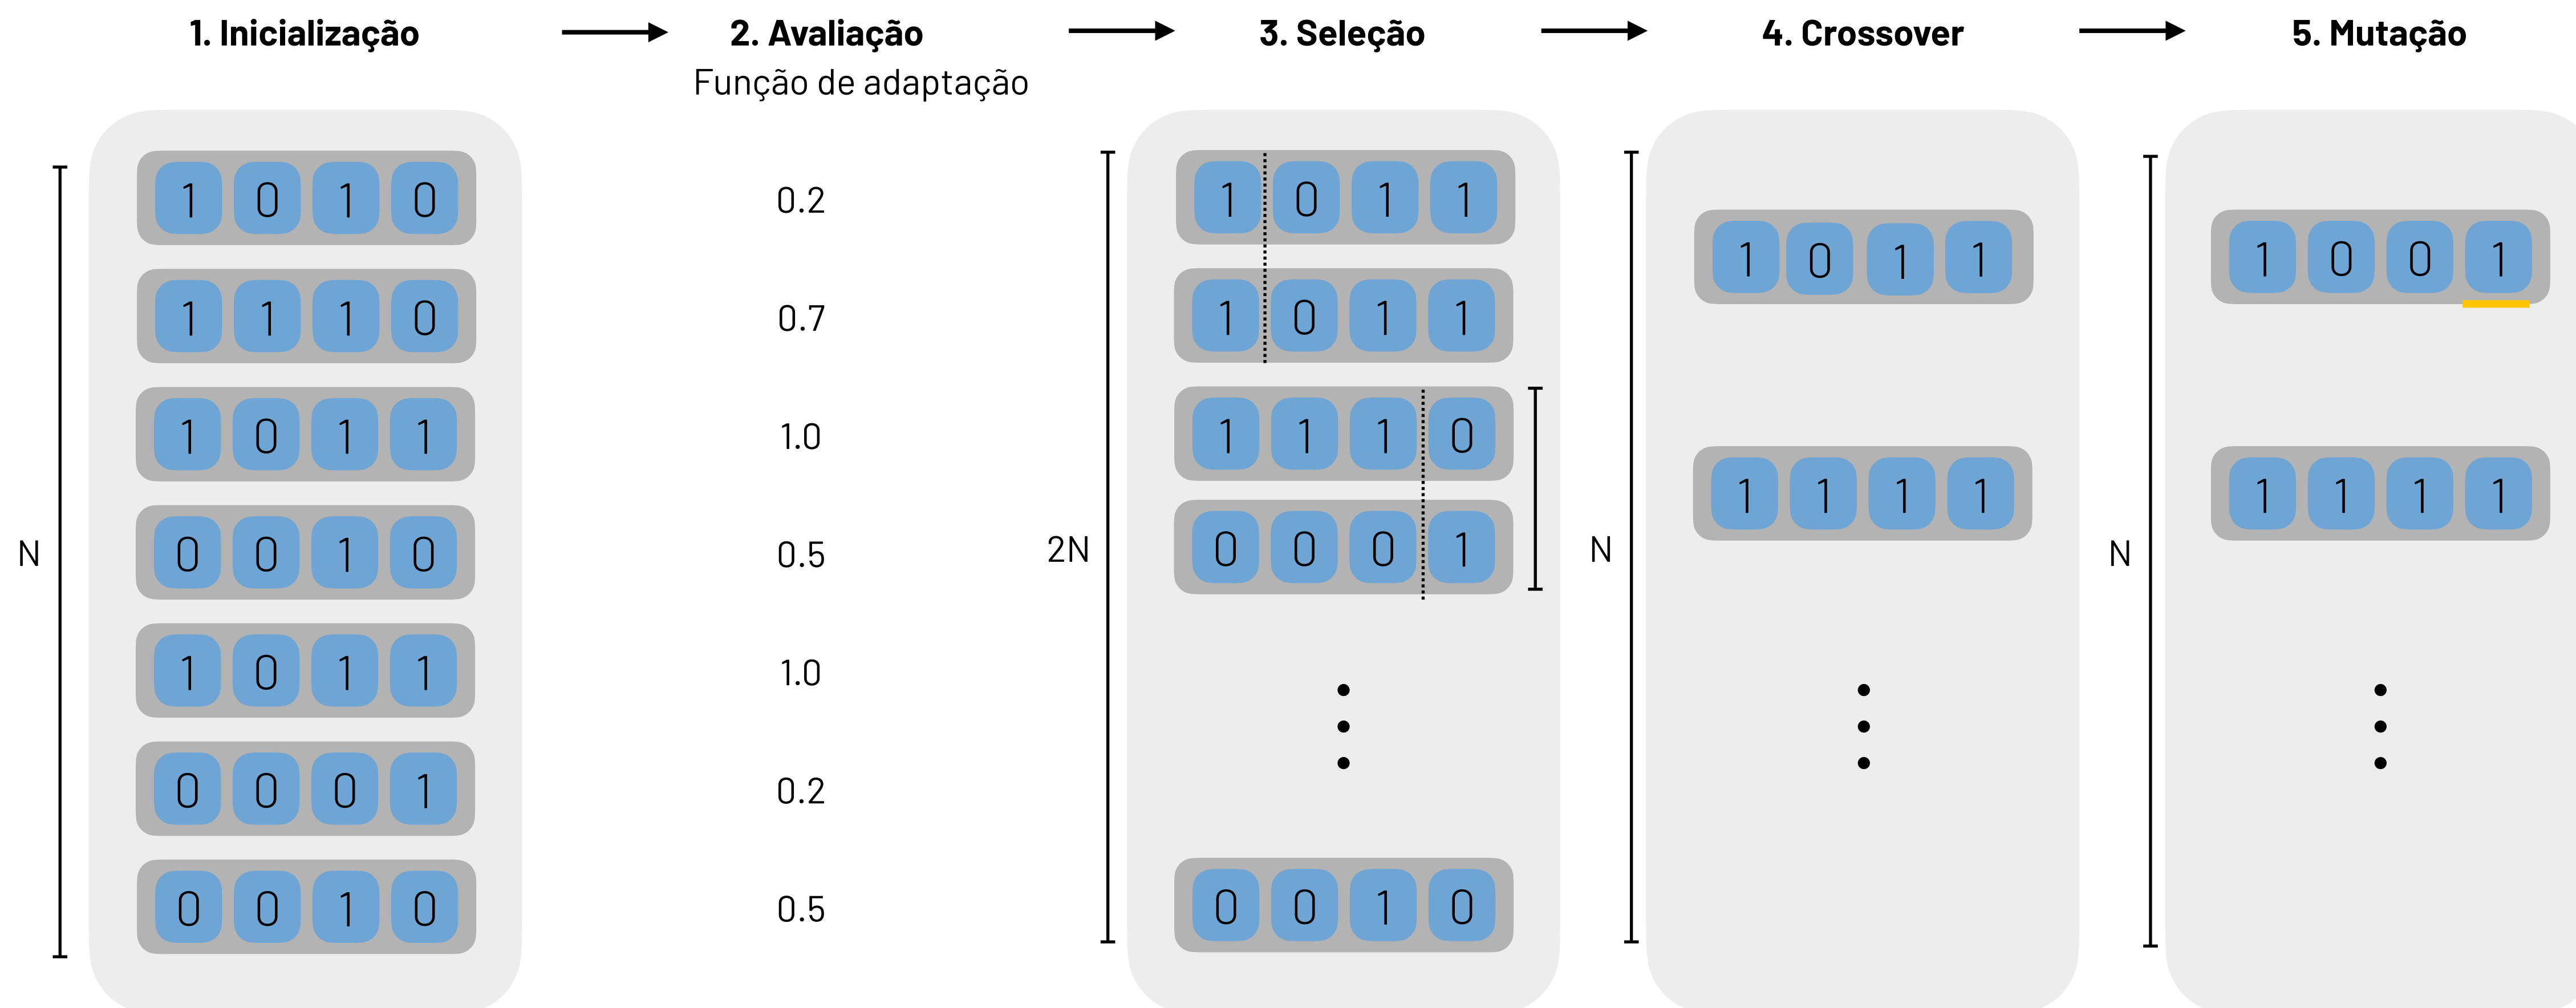 1. Inicialização
2. Avaliação
3. Seleção
4. Crossover
5. Mutação
Função de adaptação
N
1 0 1 0
1 1 1 0
1 0 1 1
0 0 1 0
1 0 1 1
0 0 0 1
0 0 1 0
0.2
0.7
1.0
0.5
1.0
0.2
0.5
2N
1 0 1 1
1 0 1 1
1 1 1 0
0 0 0 1
0 0 1 0
N
1 0 1 1
1 1 1 1
N
1 0 0 1
1 1 1 1